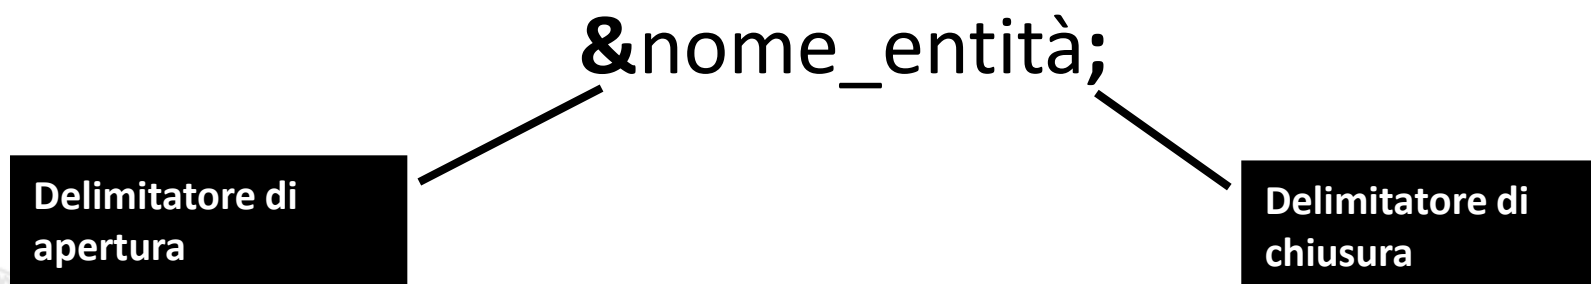 &nome_entità;
Delimitatore di
apertura
Delimitatore di
chiusura